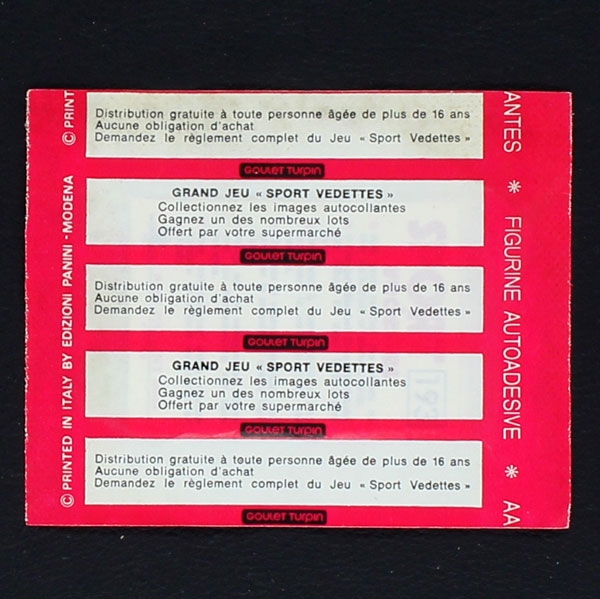 Distribution gratuite à toute personne âgée de plus de 16 ans
Aucune obligation d'achat
Demandez le règlement complet du Jeu « Sport Vedettes »
GOULET TURPIN
GRAND JEU « SPORT VEDETTES »
Collectionnez les images autocollantes
Gagnez un des nombreux lots
Offert par votre supermarché
GOULET TURPIN
Distribution gratuite à toute personne âgée de plus de 16 ans
Aucune obligation d'achat
Demandez le règlement complet du Jeu « Sport Vedettes »
GOULET TURPIN
GRAND JEU « SPORT VEDETTES »
Collectionnez les images autocollantes
Gagnez un des nombreux lots
Offert par votre supermarché
GOULET TURPIN
Distribution gratuite à toute personne âgée de plus de 16 ans
Aucune obligation d'achat
Demandez le règlement complet du Jeu « Sport Vedettes »
GOULET TURPIN
© PRINTED IN ITALY BY EDIZIONI PANINI - MODENA
© PRINT
ANTES * FIGURINE AUTOADESIVE * AA